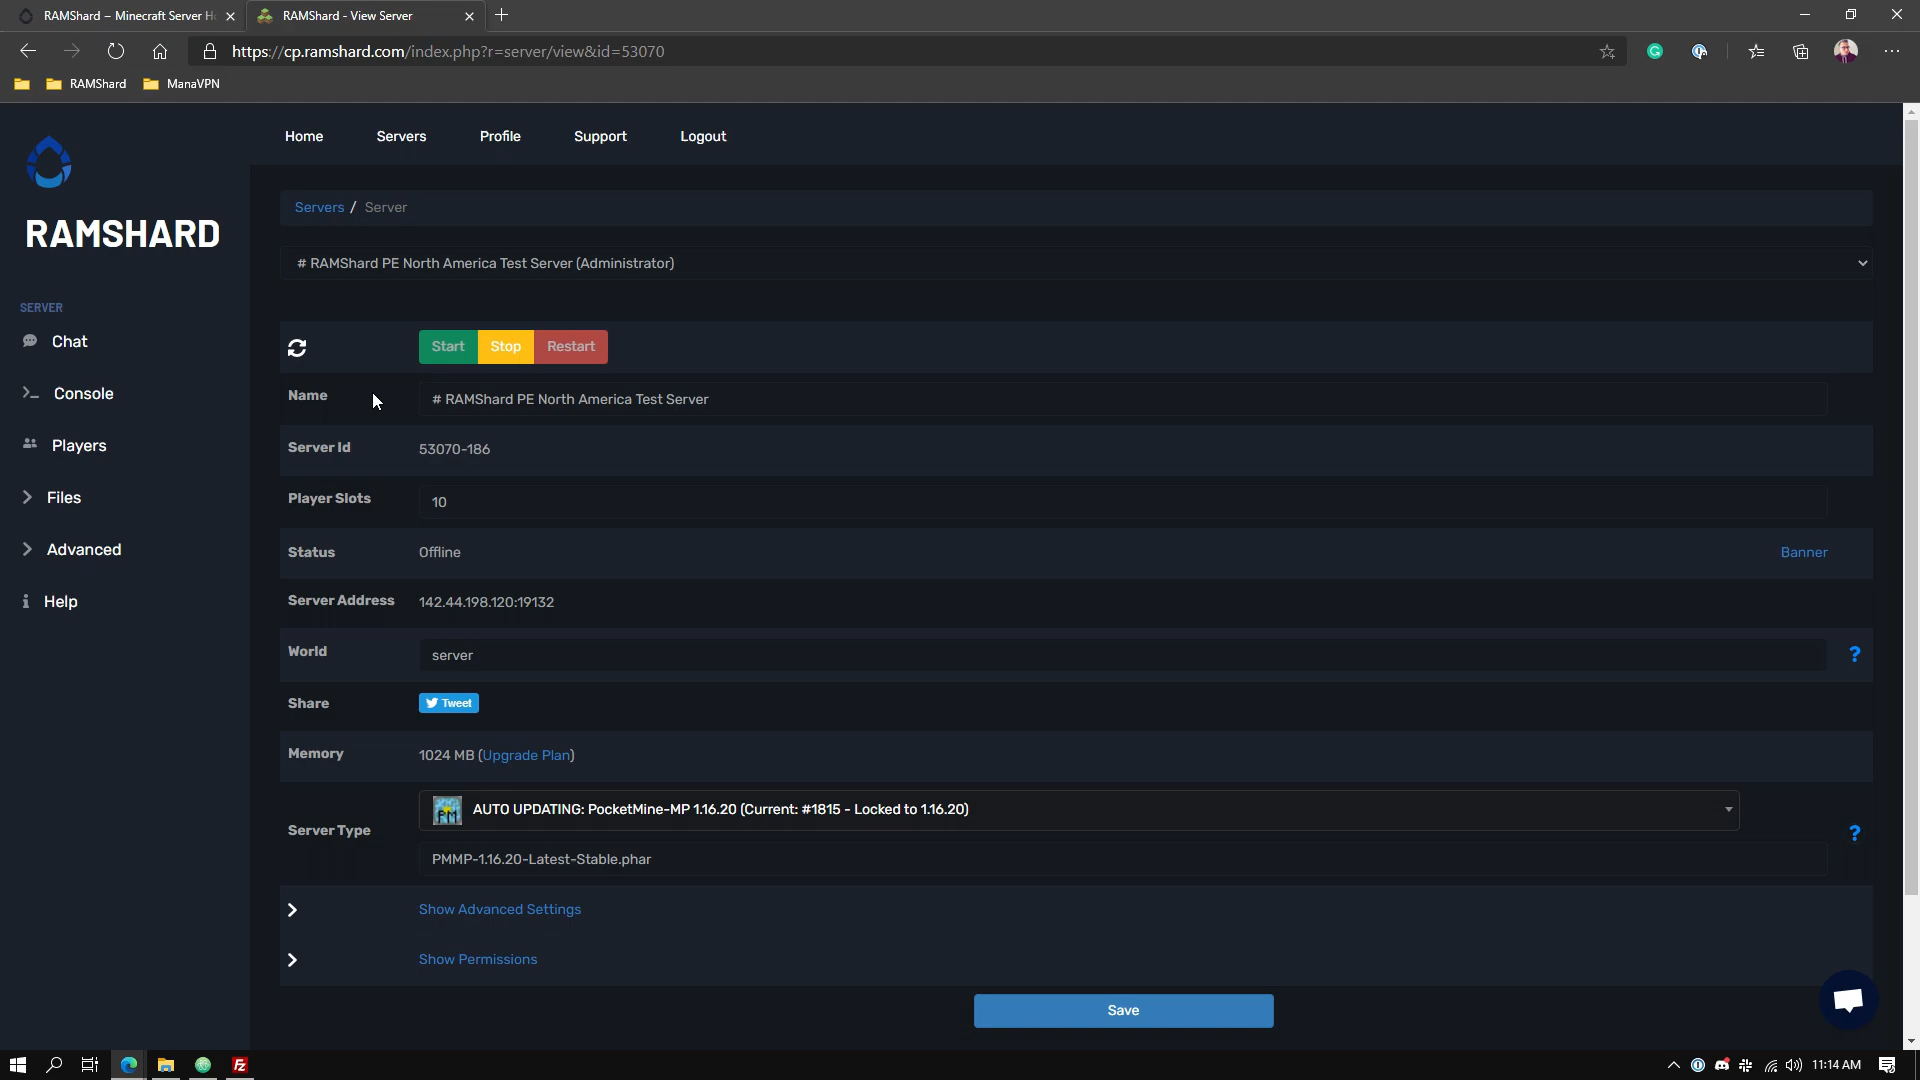 RAMShard – Minecraft Server H
RAMShard - View Server
https://cp.ramshard.com/index.php?r=server/view&id=53070
RAMShard
ManaVPN
Home
Servers
Profile
Support
Logout
RAMSHARD
Servers / Server
# RAMShard PE North America Test Server (Administrator)
SERVER
Chat
Console
Players
Files
Advanced
Help
Start
Stop
Restart
Name
# RAMShard PE North America Test Server
Server Id
53070-186
Player Slots
10
Status
Offline
Banner
Server Address
142.44.198.120:19132
World
server
?
Share
Tweet
Memory
1024 MB (Upgrade Plan)
Server Type
PM
AUTO UPDATING: PocketMine-MP 1.16.20 (Current: #1815 - Locked to 1.16.20)
?
PMMP-1.16.20-Latest-Stable.phar
Show Advanced Settings
Show Permissions
Save
11:14 AM